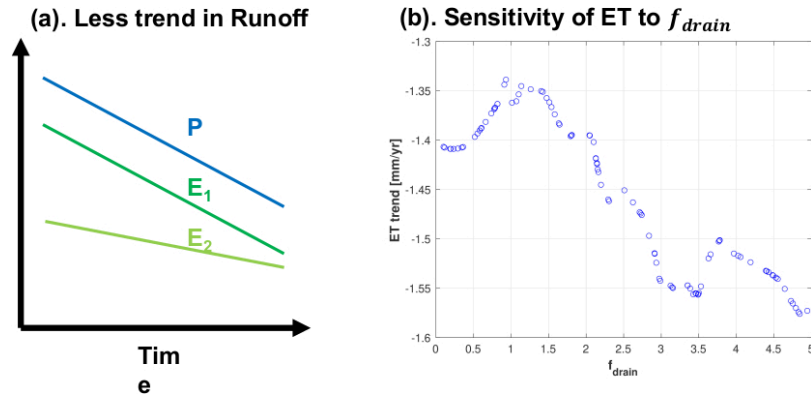 (a). Less trend in Runoff
P
E₁
E₂
Tim
e
(b). Sensitivity of ET to f_drain
-1.3
-1.35
-1.4
-1.45
-1.5
-1.55
-1.6
ET trend [mm/yr]
0 0.5 1 1.5 2 2.5 3 3.5 4 4.5 5
f_drain